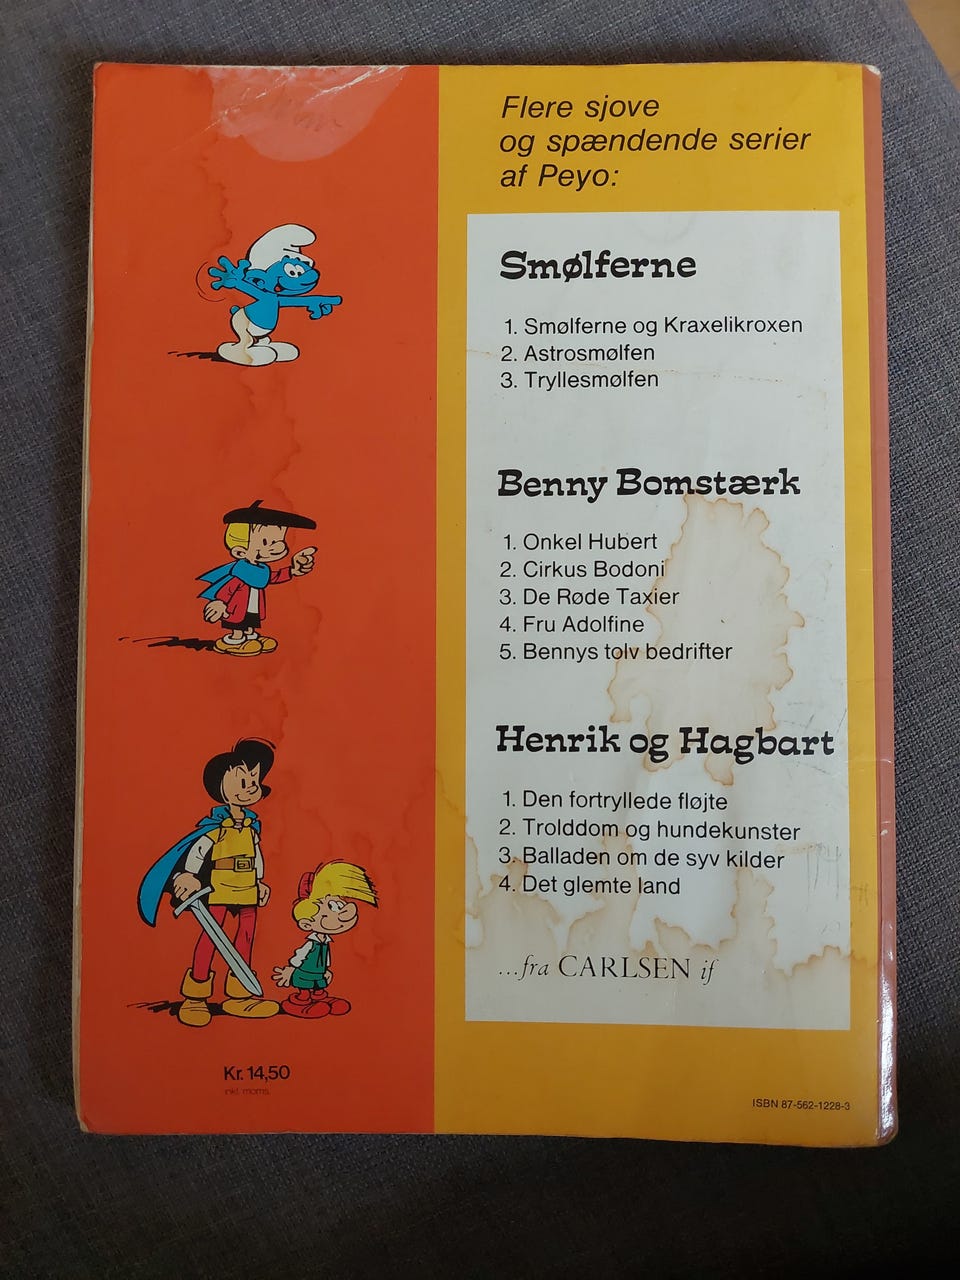 Flere sjove
og spændende serier
af Peyo:
Smølferne
1. Smølferne og Kraxelikroxen
2. Astrosmølfen
3. Tryllesmølfen
Benny Bomstærk
1. Onkel Hubert
2. Cirkus Bodoni
3. De Røde Taxier
4. Fru Adolfine
5. Bennys tolv bedrifter
Henrik og Hagbart
1. Den fortryllede fløjte
2. Trolddom og hundekunster
3. Balladen om de syv kilder
4. Det glemte land
...fra CARLSEN if
Kr. 14,50
inkl. moms.
ISBN 87-562-1228-3